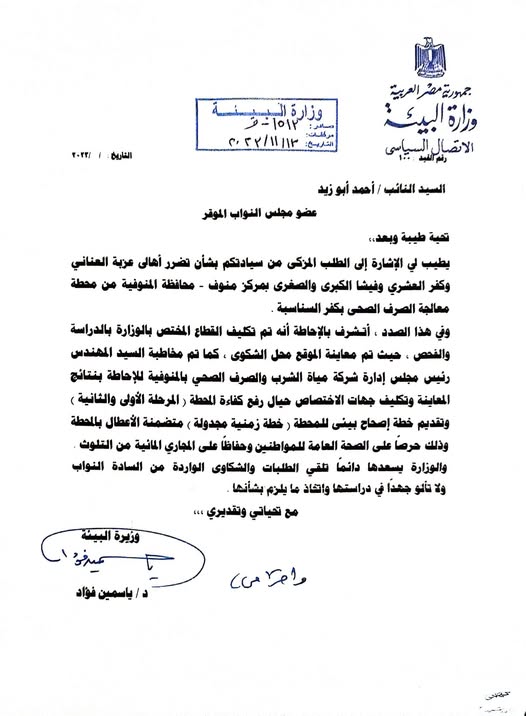 جمهورية مصر العربية
وزارة البيئة
الاتصال السياسى
رقم القيد : ١٠٠
وزارة البيئة
صادر : ١٥١٢
مرفقات :
التاريخ : ٢٠٢٢/١١/١٣
التاريخ : / /٢٠٢٢
السيد النائب / أحمد أبو زيد
عضو مجلس النواب الموقر
تحية طيبة وبعد،،
يطيب لي الإشارة إلى الطلب المزكى من سيادتكم بشأن تضرر أهالى عزبة العنانى
وكفر العشري وفيشا الكبرى والصغرى بمركز منوف - محافظة المنوفية من محطة
معالجة الصرف الصحى بكفر السنابسة .
وفي هذا الصدد ، أتشرف بالإحاطة أنه تم تكليف القطاع المختص بالوزارة بالدراسة
والفحص ، حيث تم معاينة الموقع محل الشكوى ، كما تم مخاطبة السيد المهندس
رئيس مجلس إدارة شركة مياة الشرب والصرف الصحي بالمنوفية للإحاطة بنتائج
المعاينة وتكليف جهات الاختصاص حيال رفع كفاءة المحطة ( المرحلة الأولى والثانية )
وتقديم خطة إصحاح بيئى للمحطة ( خطة زمنية مجدولة ) متضمنة الأعطال بالمحطة
وذلك حرصاً على الصحة العامة للمواطنين وحفاظاً على المجاري المائية من التلوث .
والوزارة يسعدها دائماً تلقي الطلبات والشكاوى الواردة من السادة النواب
ولا تألو جهداً في دراستها واتخاذ ما يلزم بشأنها .
مع تحياتي وتقديري ،،،
وزيرة البيئة
د / ياسمين فؤاد